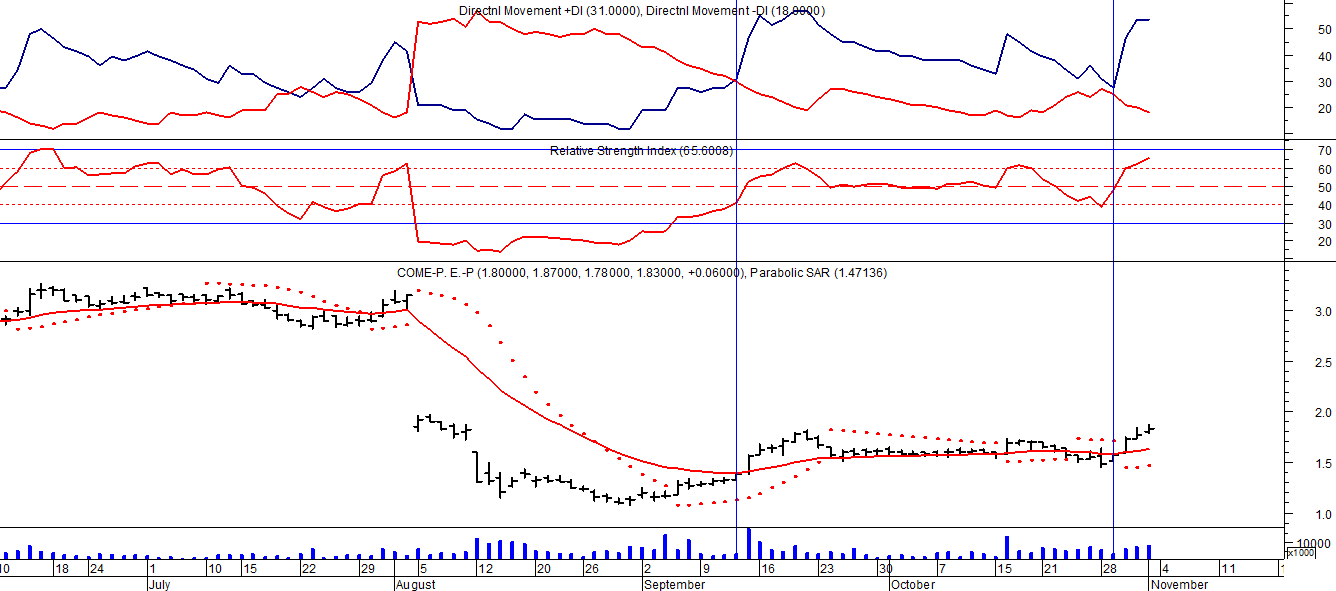 Directnl Movement +DI (31.0000), Directnl Movement -DI (18.0000)
50
40
30
20
Relative Strength Index (65.6008)
70
60
50
40
30
20
COME-P. E.-P (1.80000, 1.87000, 1.78000, 1.83000, +0.06000), Parabolic SAR (1.47136)
3.0
2.5
2.0
1.5
1.0
10000
x1000
10 18 24 1 10 15 22 29 5 12 20 26 2 9 16 23 30 7 15 21 28 4 11
July August September October November